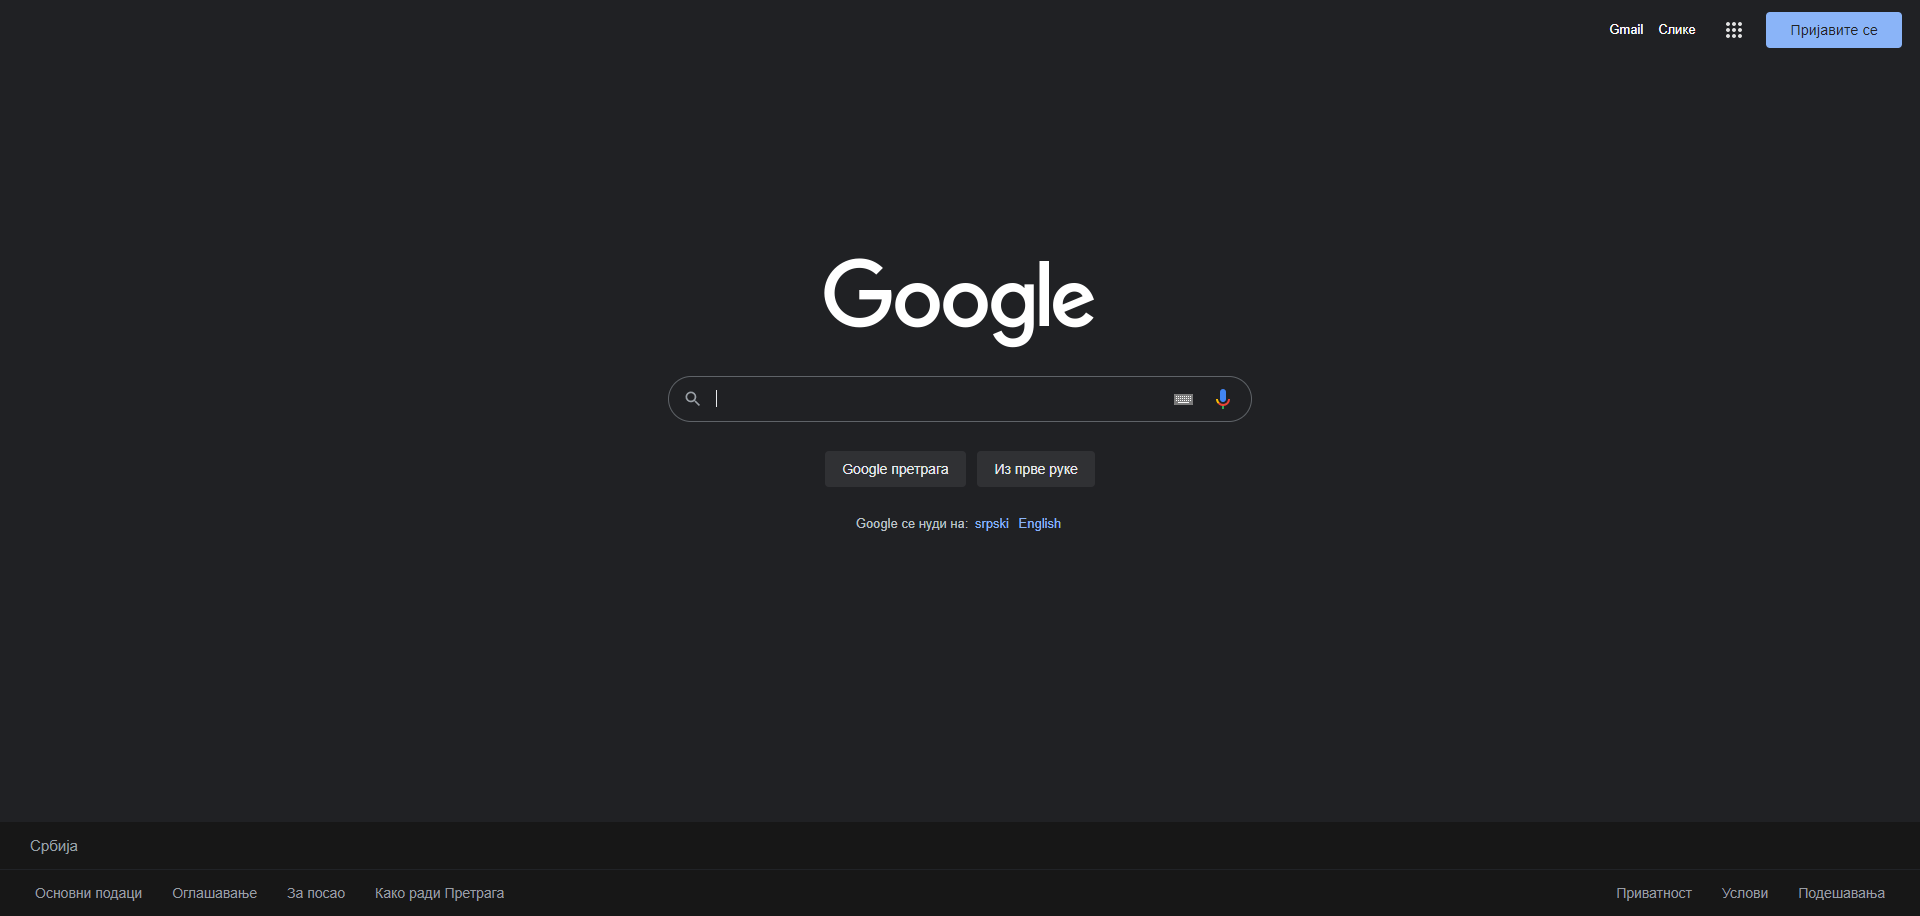 Gmail Слике Пријавите се
Google
Google претрага Из прве руке
Google се нуди на: srpski English
Србија
Основни подаци Оглашавање За посао Како ради Претрага Приватност Услови Подешавања